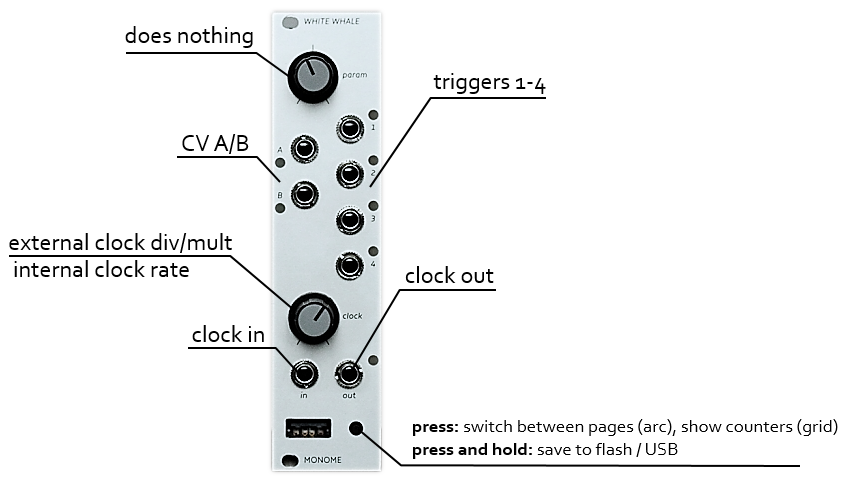 WHITE WHALE
does nothing
param
triggers 1-4
1
A
CV A/B
2
B
3
external clock div/mult
internal clock rate
4
clock out
clock
clock in
in
out
press: switch between pages (arc), show counters (grid)
press and hold: save to flash / USB
MONOME